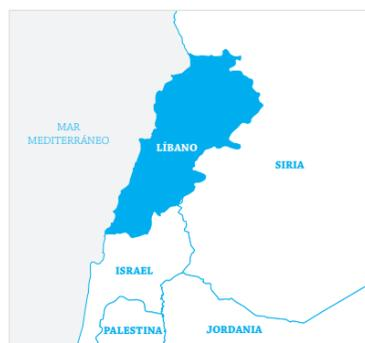 MAR
MEDITERRÁNEO
LÍBANO
SIRIA
ISRAEL
PALESTINA
JORDANIA